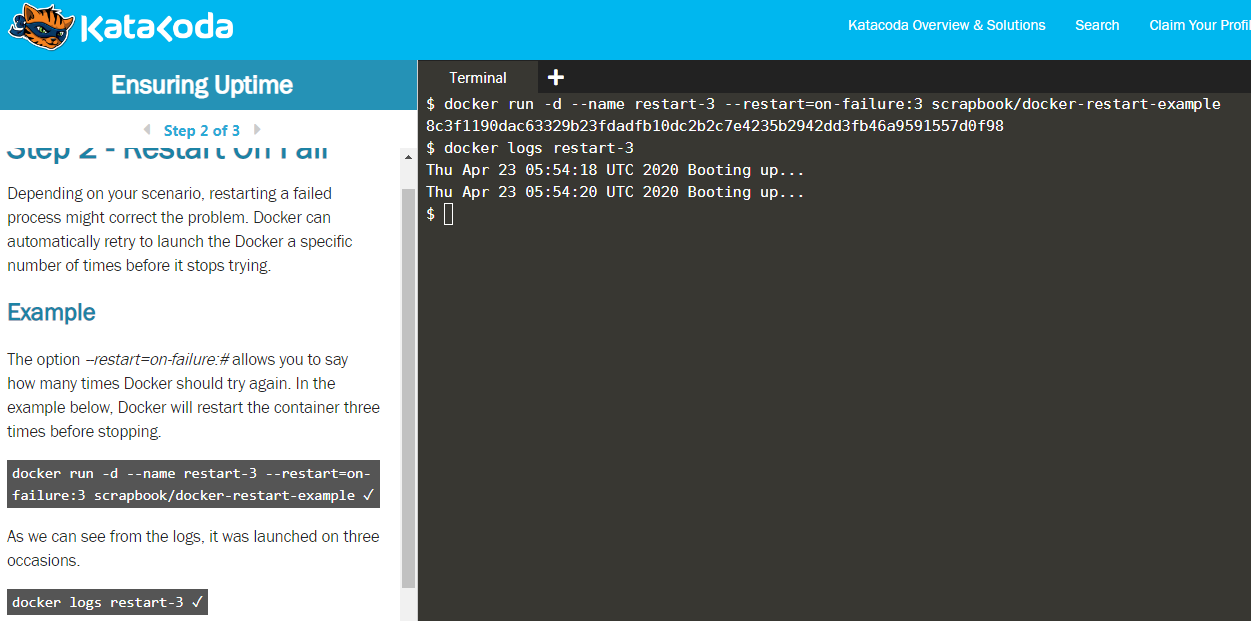 KataKoda
Katacoda Overview & Solutions
Search
Claim Your Profil
Ensuring Uptime
Step 2 of 3
Step 2 - Restart On Fail
Depending on your scenario, restarting a failed
process might correct the problem. Docker can
automatically retry to launch the Docker a specific
number of times before it stops trying.
Example
The option --restart=on-failure:# allows you to say
how many times Docker should try again. In the
example below, Docker will restart the container three
times before stopping.
docker run -d --name restart-3 --restart=on-
failure:3 scrapbook/docker-restart-example ✓
As we can see from the logs, it was launched on three
occasions.
docker logs restart-3 ✓
Terminal
$ docker run -d --name restart-3 --restart=on-failure:3 scrapbook/docker-restart-example
8c3f1190dac63329b23fdadfb10dc2b2c7e4235b2942dd3fb46a9591557d0f98
$ docker logs restart-3
Thu Apr 23 05:54:18 UTC 2020 Booting up...
Thu Apr 23 05:54:20 UTC 2020 Booting up...
$